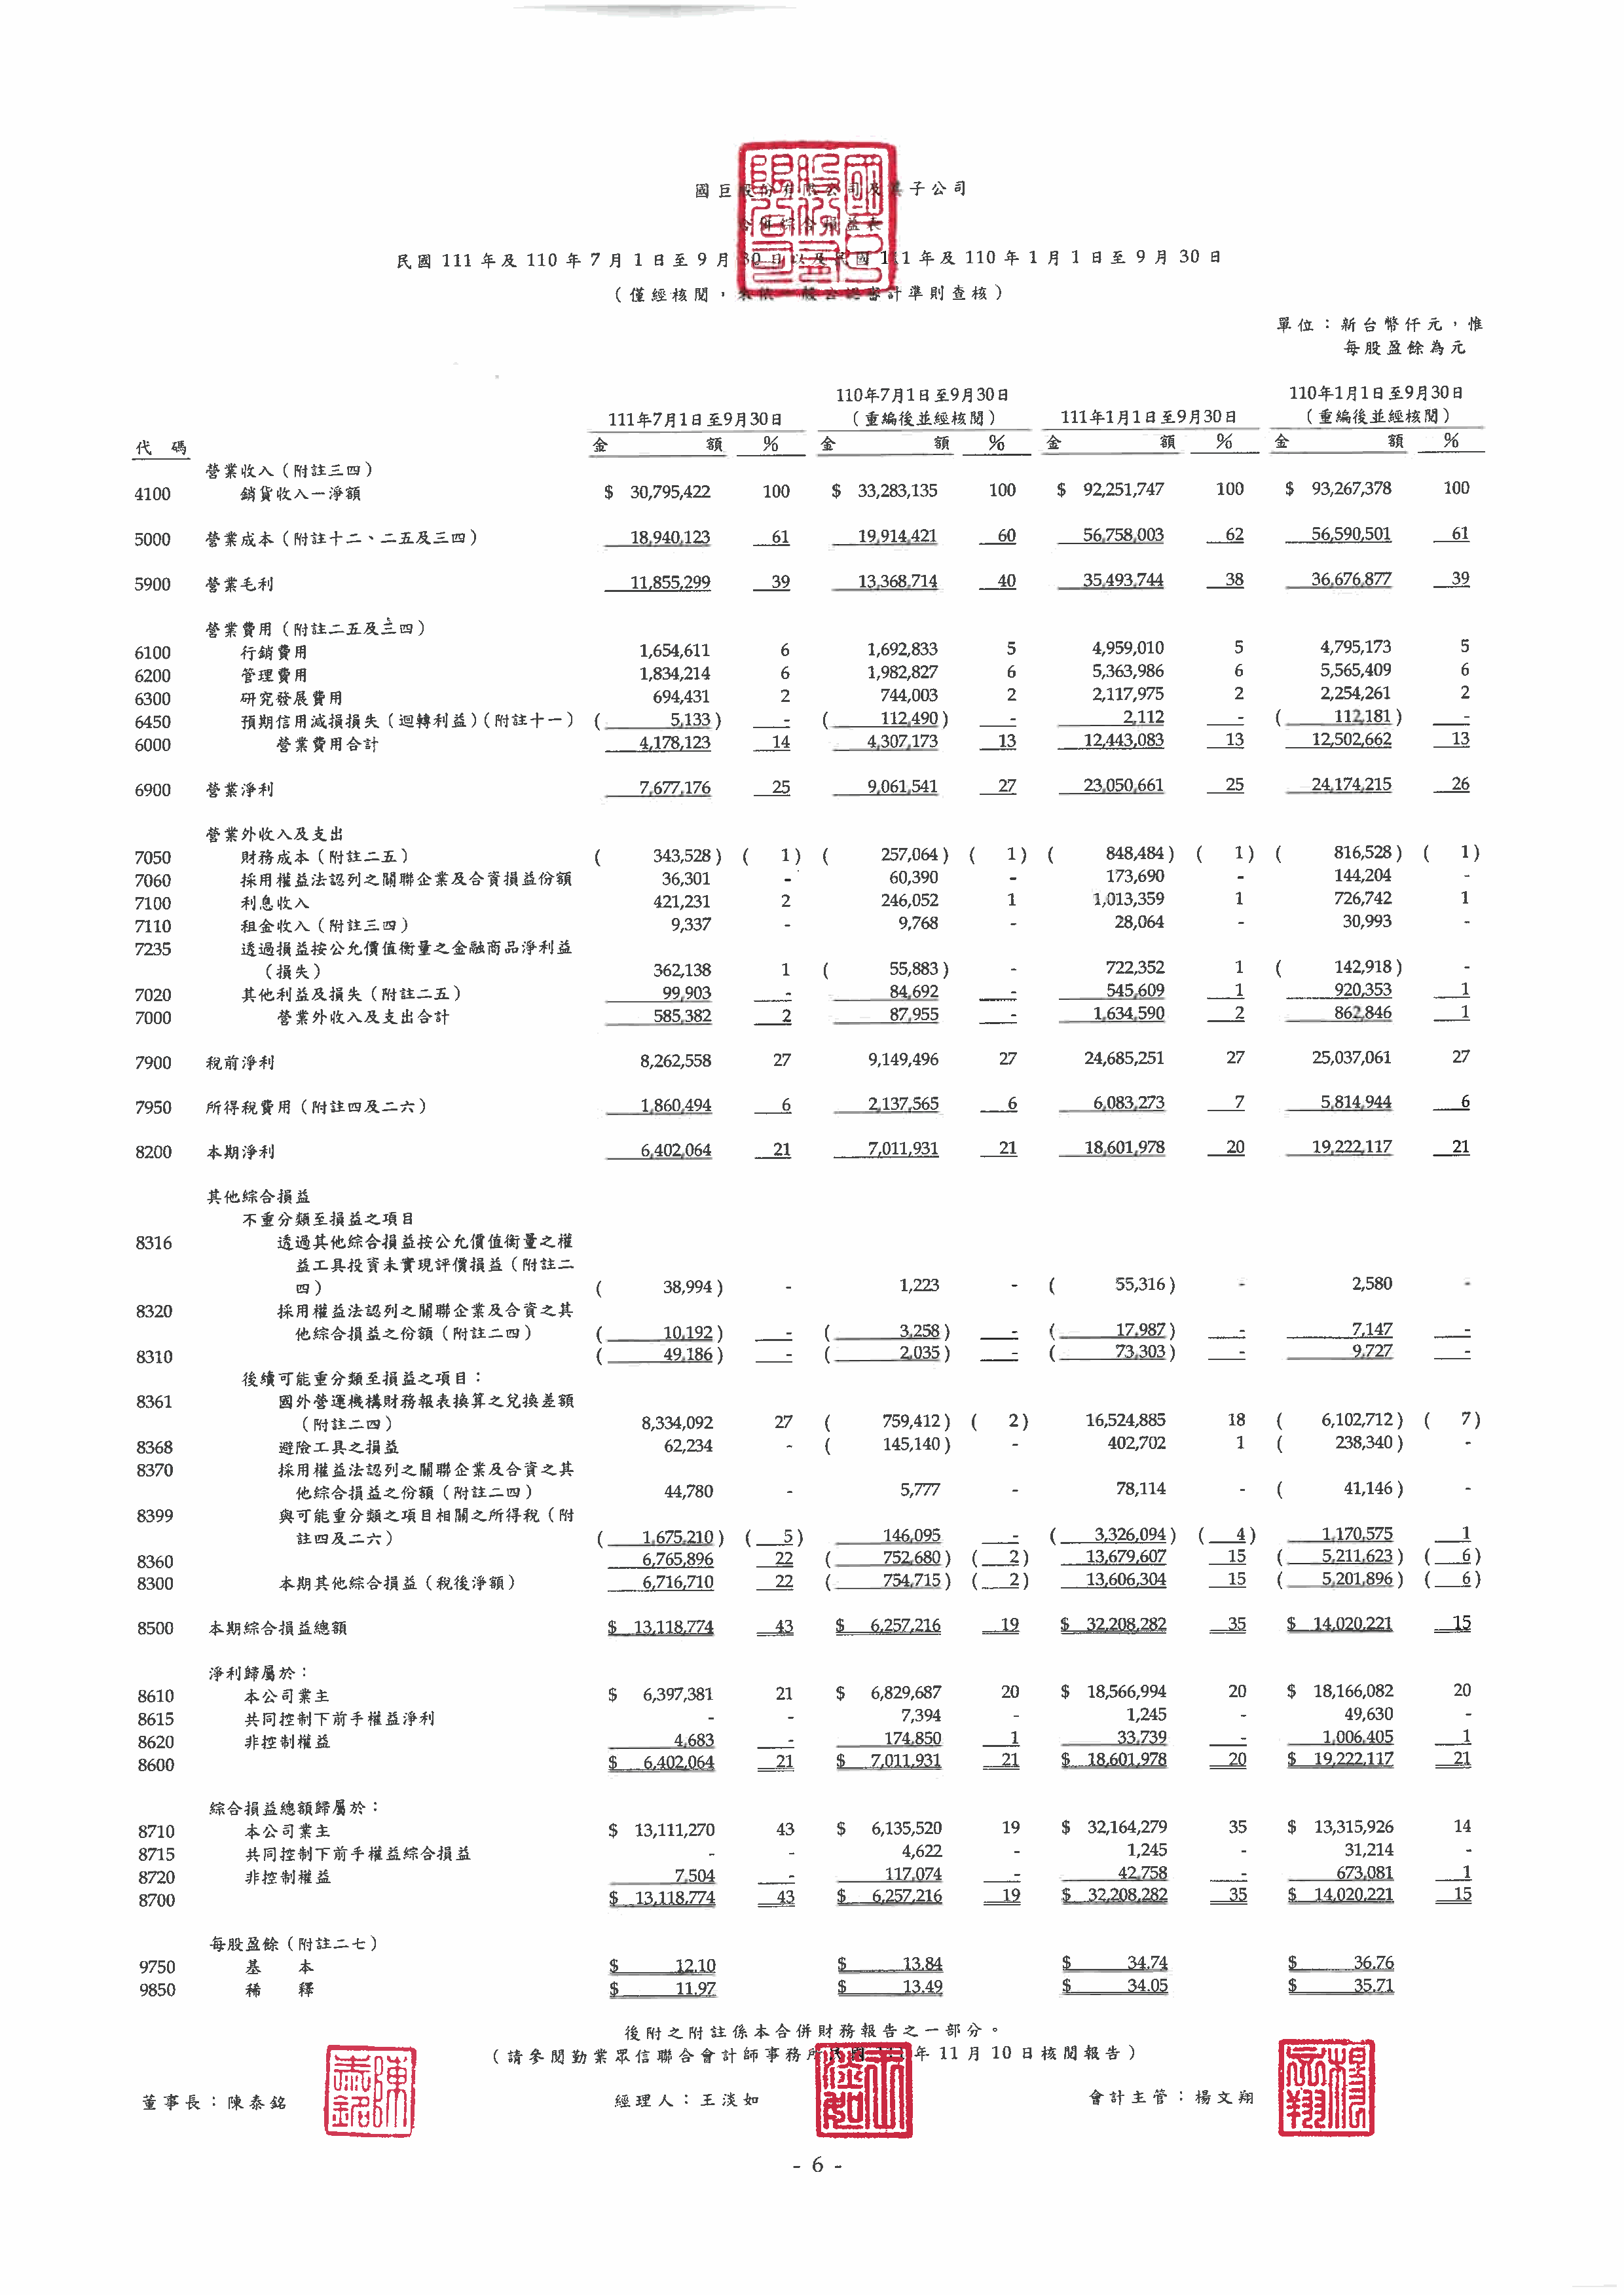 國巨股份有限公司及其子公司
合併綜合損益表
民國 111 年及 110 年 7 月 1 日至 9 月 30 日以及民國 111 年及 110 年 1 月 1 日至 9 月 30 日
（僅經核閱，未依一般公認審計準則查核）
單位：新台幣仟元，惟
每股盈餘為元
110年7月1日至9月30日 110年1月1日至9月30日
111年7月1日至9月30日 （重編後並經核閱） 111年1月1日至9月30日 （重編後並經核閱）
代 碼 金 額 % 金 額 % 金 額 % 金 額 %
營業收入（附註三四）
4100 銷貨收入－淨額 $ 30,795,422 100 $ 33,283,135 100 $ 92,251,747 100 $ 93,267,378 100
5000 營業成本（附註十二、二五及三四） 18,940,123 61 19,914,421 60 56,758,003 62 56,590,501 61
5900 營業毛利 11,855,299 39 13,368,714 40 35,493,744 38 36,676,877 39
營業費用（附註二五及三四）
6100 行銷費用 1,654,611 6 1,692,833 5 4,959,010 5 4,795,173 5
6200 管理費用 1,834,214 6 1,982,827 6 5,363,986 6 5,565,409 6
6300 研究發展費用 694,431 2 744,003 2 2,117,975 2 2,254,261 2
6450 預期信用減損損失（迴轉利益）（附註十一） ( 5,133) - ( 112,490) - 2,112 - ( 112,181) -
6000 營業費用合計 4,178,123 14 4,307,173 13 12,443,083 13 12,502,662 13
6900 營業淨利 7,677,176 25 9,061,541 27 23,050,661 25 24,174,215 26
營業外收入及支出
7050 財務成本（附註二五） ( 343,528) ( 1) ( 257,064) ( 1) ( 848,484) ( 1) ( 816,528) ( 1)
7060 採用權益法認列之關聯企業及合資損益份額 36,301 - 60,390 - 173,690 - 144,204 -
7100 利息收入 421,231 2 246,052 1 1,013,359 1 726,742 1
7110 租金收入（附註三四） 9,337 - 9,768 - 28,064 - 30,993 -
7235 透過損益按公允價值衡量之金融商品淨利益
（損失） 362,138 1 ( 55,883) - 722,352 1 ( 142,918) -
7020 其他利益及損失（附註二五） 99,903 - 84,692 - 545,609 1 920,353 1
7000 營業外收入及支出合計 585,382 2 87,955 - 1,634,590 2 862,846 1
7900 稅前淨利 8,262,558 27 9,149,496 27 24,685,251 27 25,037,061 27
7950 所得稅費用（附註四及二六） 1,860,494 6 2,137,565 6 6,083,273 7 5,814,944 6
8200 本期淨利 6,402,064 21 7,011,931 21 18,601,978 20 19,222,117 21
其他綜合損益
不重分類至損益之項目
8316 透過其他綜合損益按公允價值衡量之權
益工具投資未實現評價損益（附註二
四） ( 38,994) - 1,223 - ( 55,316) - 2,580 -
8320 採用權益法認列之關聯企業及合資之其
他綜合損益之份額（附註二四） ( 10,192) - ( 3,258) - ( 17,987) - 7,147 -
8310 ( 49,186) - ( 2,035) - ( 73,303) - 9,727 -
後續可能重分類至損益之項目：
8361 國外營運機構財務報表換算之兌換差額
（附註二四） 8,334,092 27 ( 759,412) ( 2) 16,524,885 18 ( 6,102,712) ( 7)
8368 避險工具之損益 62,234 - ( 145,140) - 402,702 1 ( 238,340) -
8370 採用權益法認列之關聯企業及合資之其
他綜合損益之份額（附註二四） 44,780 - 5,777 - 78,114 - ( 41,146) -
8399 與可能重分類之項目相關之所得稅（附
註四及二六） ( 1,675,210) ( 5) 146,095 - ( 3,326,094) ( 4) 1,170,575 1
8360 6,765,896 22 ( 752,680) ( 2) 13,679,607 15 ( 5,211,623) ( 6)
8300 本期其他綜合損益（稅後淨額） 6,716,710 22 ( 754,715) ( 2) 13,606,304 15 ( 5,201,896) ( 6)
8500 本期綜合損益總額 $ 13,118,774 43 $ 6,257,216 19 $ 32,208,282 35 $ 14,020,221 15
淨利歸屬於：
8610 本公司業主 $ 6,397,381 21 $ 6,829,687 20 $ 18,566,994 20 $ 18,166,082 20
8615 共同控制下前手權益淨利 - - 7,394 - 1,245 - 49,630 -
8620 非控制權益 4,683 - 174,850 1 33,739 - 1,006,405 1
8600 $ 6,402,064 21 $ 7,011,931 21 $ 18,601,978 20 $ 19,222,117 21
綜合損益總額歸屬於：
8710 本公司業主 $ 13,111,270 43 $ 6,135,520 19 $ 32,164,279 35 $ 13,315,926 14
8715 共同控制下前手權益綜合損益 - - 4,622 - 1,245 - 31,214 -
8720 非控制權益 7,504 - 117,074 - 42,758 - 673,081 1
8700 $ 13,118,774 43 $ 6,257,216 19 $ 32,208,282 35 $ 14,020,221 15
每股盈餘（附註二七）
9750 基 本 $ 12.10 $ 13.84 $ 34.74 $ 36.76
9850 稀 釋 $ 11.97 $ 13.49 $ 34.05 $ 35.71
後附之附註係本合併財務報告之一部分。
（請參閱勤業眾信聯合會計師事務所民國 111 年 11 月 10 日核閱報告）
董事長：陳泰銘 經理人：王淡如 會計主管：楊文翔
- 6 -